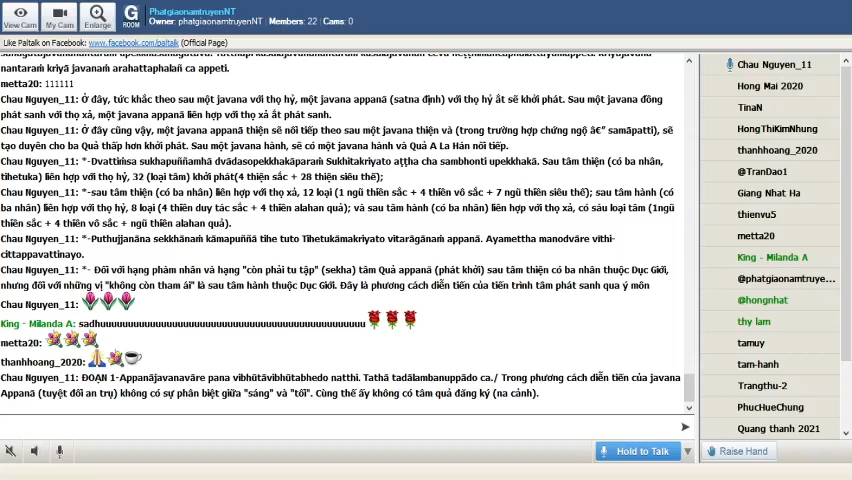 PhatgiaonamtruyenNT
Owner: phatgiaonamtruyenNT | Members: 22 | Cams: 0
View Cam
My Cam
Enlarge
G
ROOM
Like Paltalk on Facebook: www.facebook.com/paltalk (Official Page)
nantaraṁ kriyā javanaṁ arahattaphalañ ca appeti.
metta20: 111111
Chau Nguyen_11: Ở đây, tức khắc theo sau một javana với thọ hỷ, một javana appanā (satna định) với thọ hỷ ắt sẽ khởi phát. Sau một javana đồng
phát sanh với thọ xả, một javana appanā liên hợp với thọ xả ắt phát sanh.
Chau Nguyen_11: Ở đây cũng vậy, một javana appanā thiện sẽ nối tiếp theo sau một javana thiện và (trong trường hợp chứng ngộ â€" samāpatti), sẽ
tạo duyên cho ba Quả thấp hơn khởi phát. Sau một javana hành, sẽ có một javana hành và Quả A La Hán nối tiếp.
Chau Nguyen_11: *-Dvattiṁsa sukhapuññamhā dvādasopekkhakāparaṁ Sukhitakriyato aṭṭha cha sambhonti upekkhakā. Sau tâm thiện (có ba nhân,
tihetuka) liên hợp với thọ hỷ, 32 (loại tâm) khởi phát(4 thiện sắc + 28 thiện siêu thế);
Chau Nguyen_11: *-sau tâm thiện (có ba nhân) liên hợp với thọ xả, 12 loại (1 ngũ thiền sắc + 4 thiền vô sắc + 7 ngũ thiền siêu thế); sau tâm hành (có
ba nhân) liên hợp với thọ hỷ, 8 loại (4 thiền duy tác sắc + 4 thiền alahan quả); và sau tâm hành (có ba nhân) liên hợp với thọ xả, có sáu loại tâm (1ngũ
thiền sắc + 4 thiền vô sắc + ngũ thiền alahan quả).
Chau Nguyen_11: *-Puthujjanāna sekkhānaṁ kāmapuññā tihe tuto Tihetukāmakriyato vitarāgānaṁ appanā. Ayamettha manodvāre vīthi-
cittappavattinayo.
Chau Nguyen_11: *- Đối với hạng phàm nhân và hạng "còn phải tu tập" (sekha) tâm Quả appanā (phát khởi) sau tâm thiện có ba nhân thuộc Dục Giới,
nhưng đối với những vị "không còn tham ái" là sau tâm hành thuộc Dục Giới. Đây là phương cách diễn tiến của tiến trình tâm phát sanh qua ý môn
Chau Nguyen_11:
King - Milanda A: sadhuuuuuuuuuuuuuuuuuuuuuuuuuuuuuuuuuuuuuuuuuuuuuu
metta20:
thanhhoang_2020:
Chau Nguyen_11: ĐOẠN 1-Appanājavanavāre pana vibhūtāvibhūtabhedo natthi. Tathā tadālambanuppādo ca./ Trong phương cách diễn tiến của javana
Appanā (tuyệt đối an trụ) không có sự phân biệt giữa "sáng" và "tối". Cùng thế ấy không có tâm quả đăng ký (na cảnh).
Hold to Talk
Chau Nguyen_11
Hong Mai 2020
TinaN
HongThiKimNhung
thanhhoang_2020
@TranDao1
Giang Nhat Ha
thienvu5
metta20
King - Milanda A
@phatgiaonamtruye...
@hongnhat
thy lam
tamuy
tam-hanh
Trangthu-2
PhucHueChung
Quang thanh 2021
Raise Hand